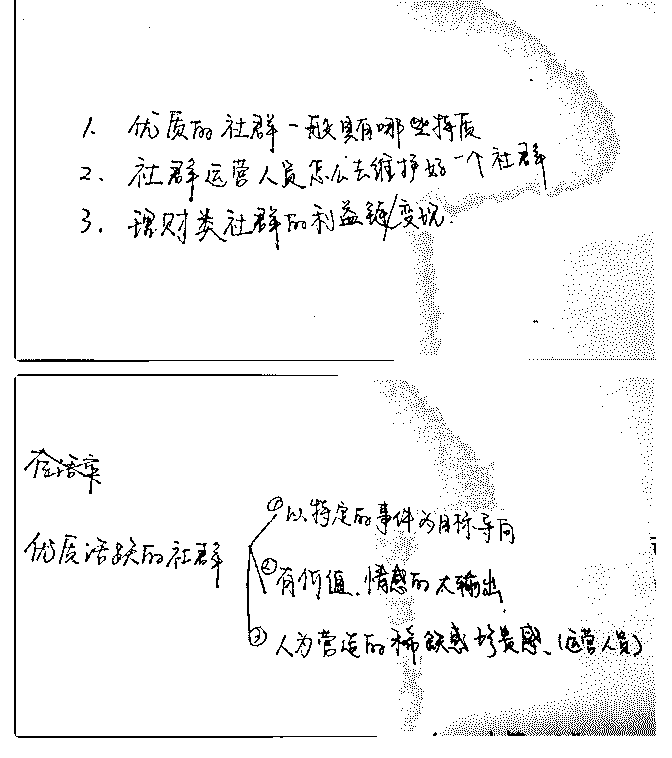 1. 优质的社群一般具有哪些特质
2. 社群运营人员怎么去维护好一个社群
3. 理财类社群的利益链/变现.
优质活跃的社群
①以特定的事件为目标导向
②有价值、情感的大输出
③人为营造的稀缺感珍贵感、(运营人员)